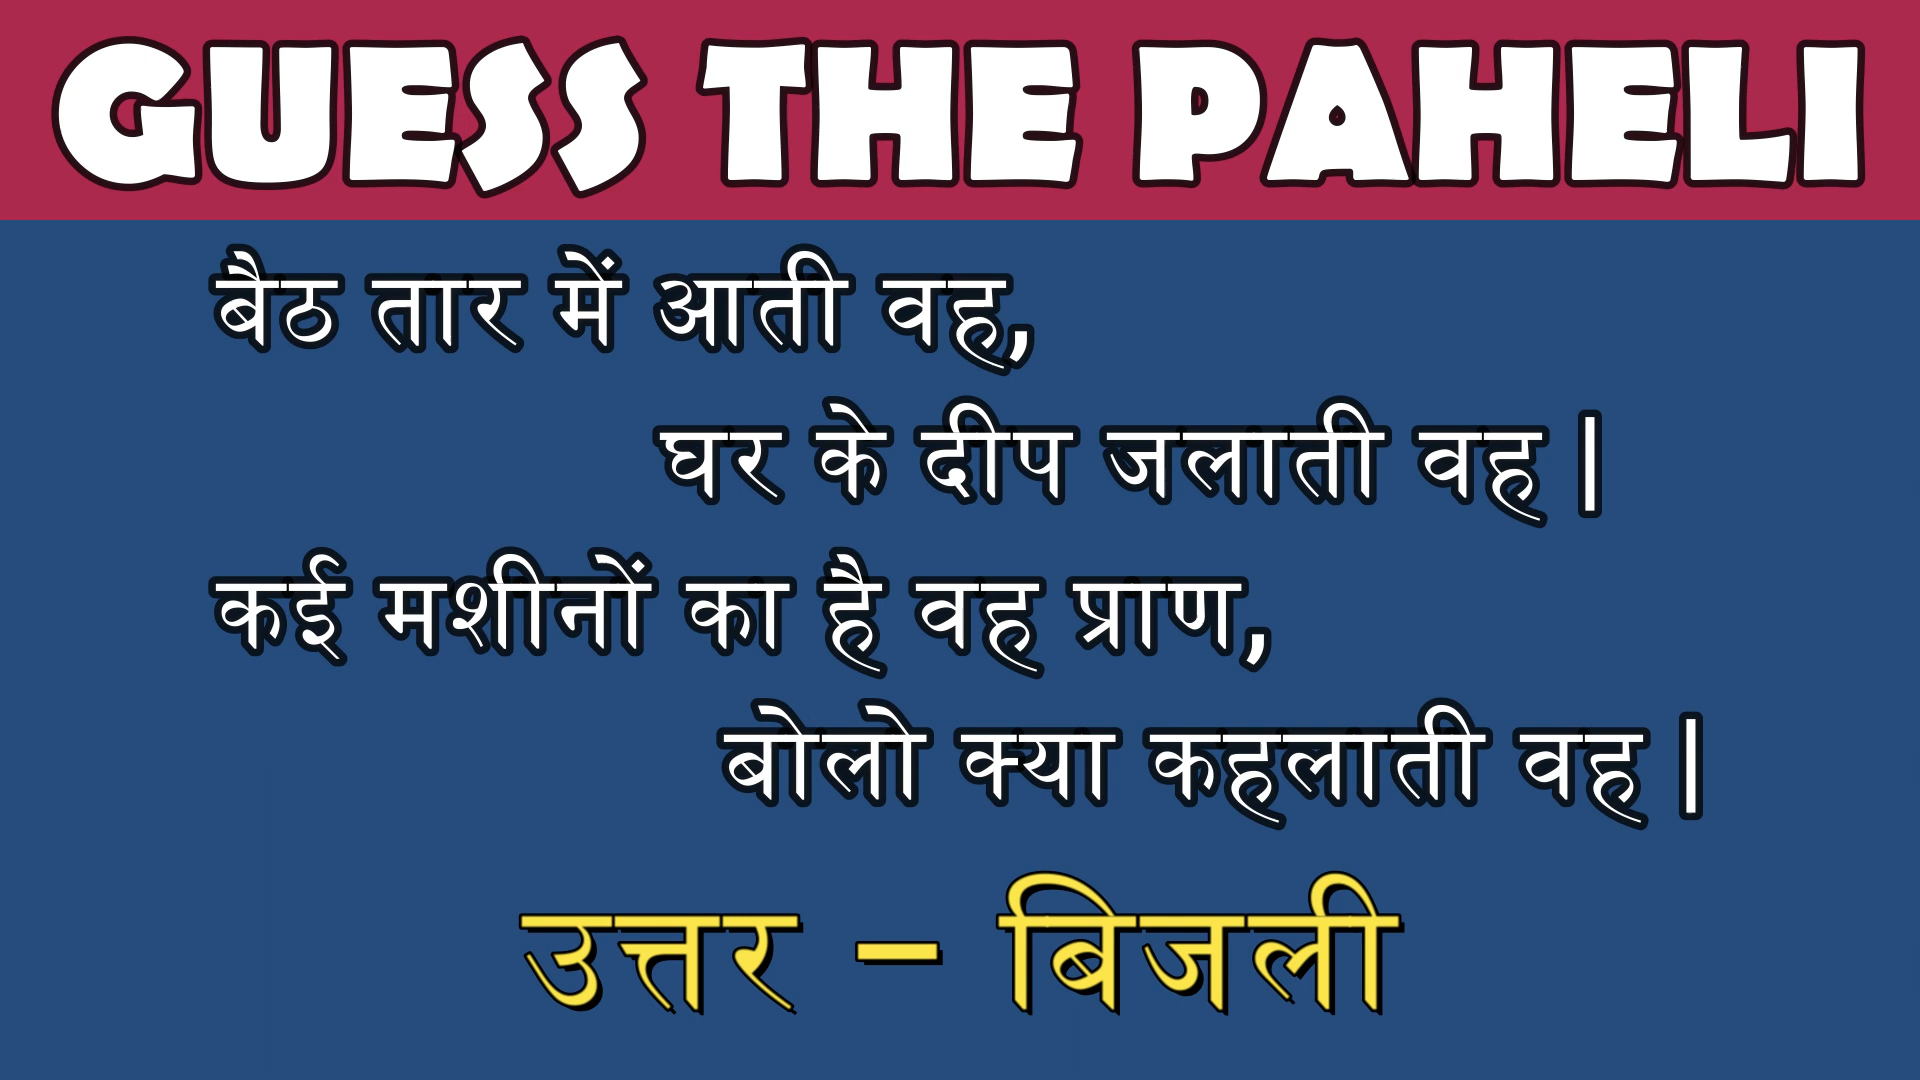 GUESS THE PAHELI
बैठ तार में आती वह,
घर के दीप जलाती वह |
कई मशीनों का है वह प्राण,
बोलो क्या कहलाती वह |
उत्तर – बिजली